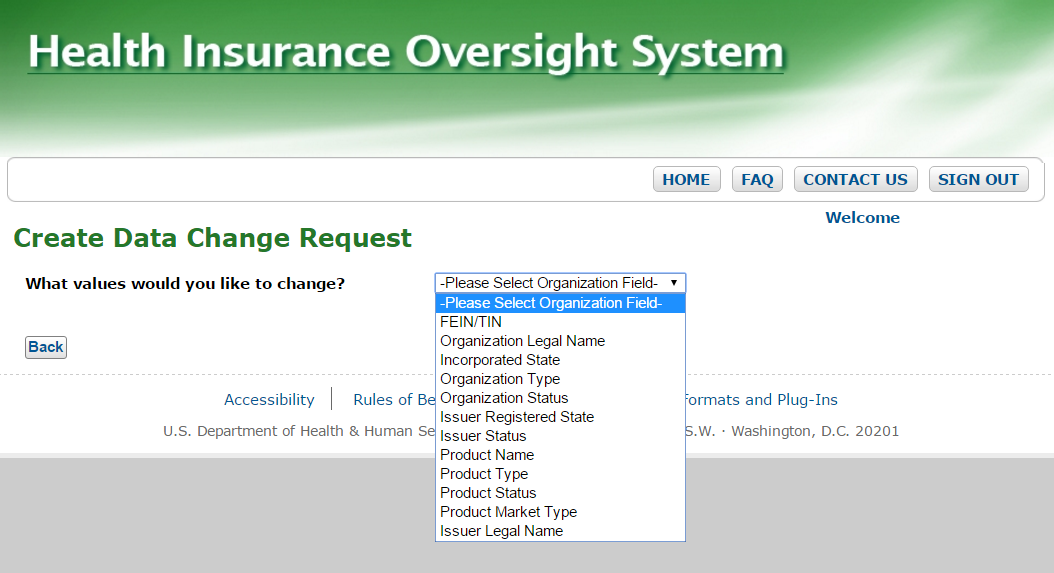 Health Insurance Oversight System
HOME FAQ CONTACT US SIGN OUT
Welcome
Create Data Change Request
What values would you like to change? -Please Select Organization Field-
-Please Select Organization Field-
FEIN/TIN
Organization Legal Name
Incorporated State
Organization Type
Organization Status
Issuer Registered State
Issuer Status
Product Name
Product Type
Product Status
Product Market Type
Issuer Legal Name
Back
Accessibility Rules of and Plug-Ins
U.S. Department of Health & Human S.W. · Washington, D.C. 20201